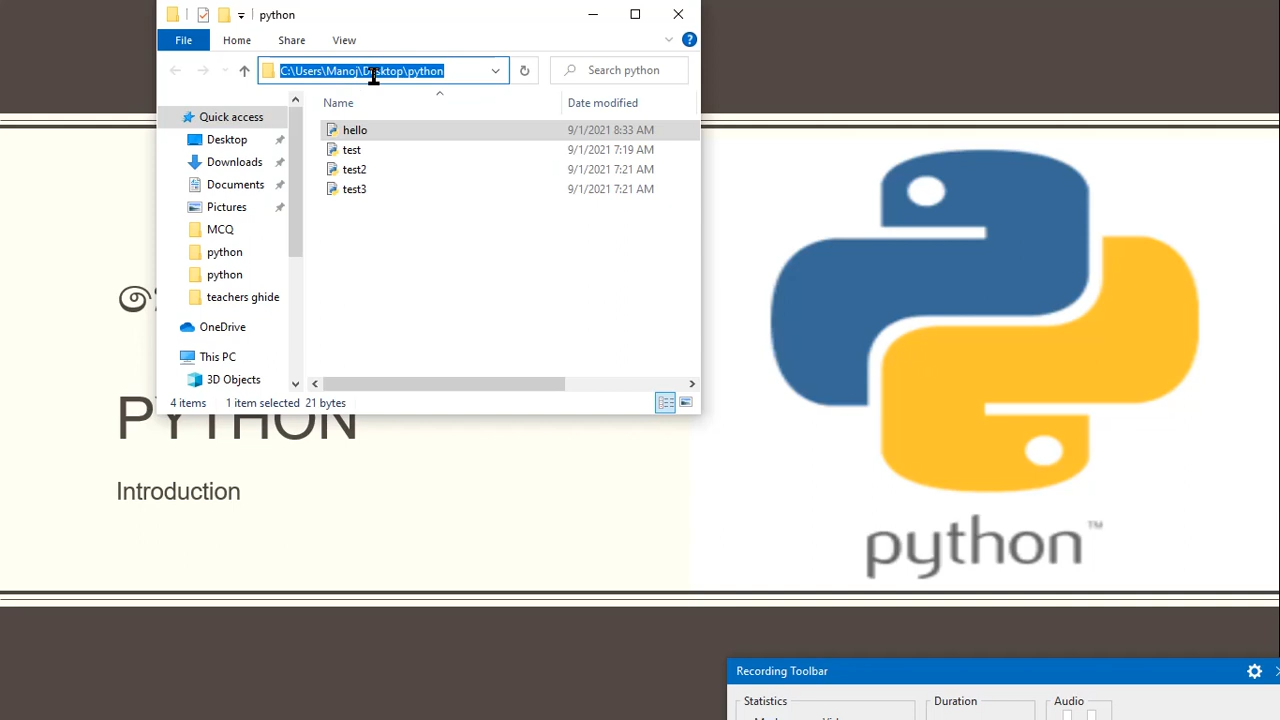 python
File
Home
Share
View
C:\Users\Manoj\Desktop\python
Search python
Name
Date modified
Quick access
hello
9/1/2021 8:33 AM
Desktop
test
9/1/2021 7:19 AM
Downloads
test2
9/1/2021 7:21 AM
Documents
test3
9/1/2021 7:21 AM
Pictures
MCQ
python
python
teachers ghide
OneDrive
This PC
3D Objects
4 items
1 item selected
21 bytes
PYTHON
Introduction
python™
Recording Toolbar
Statistics
Duration
Audio